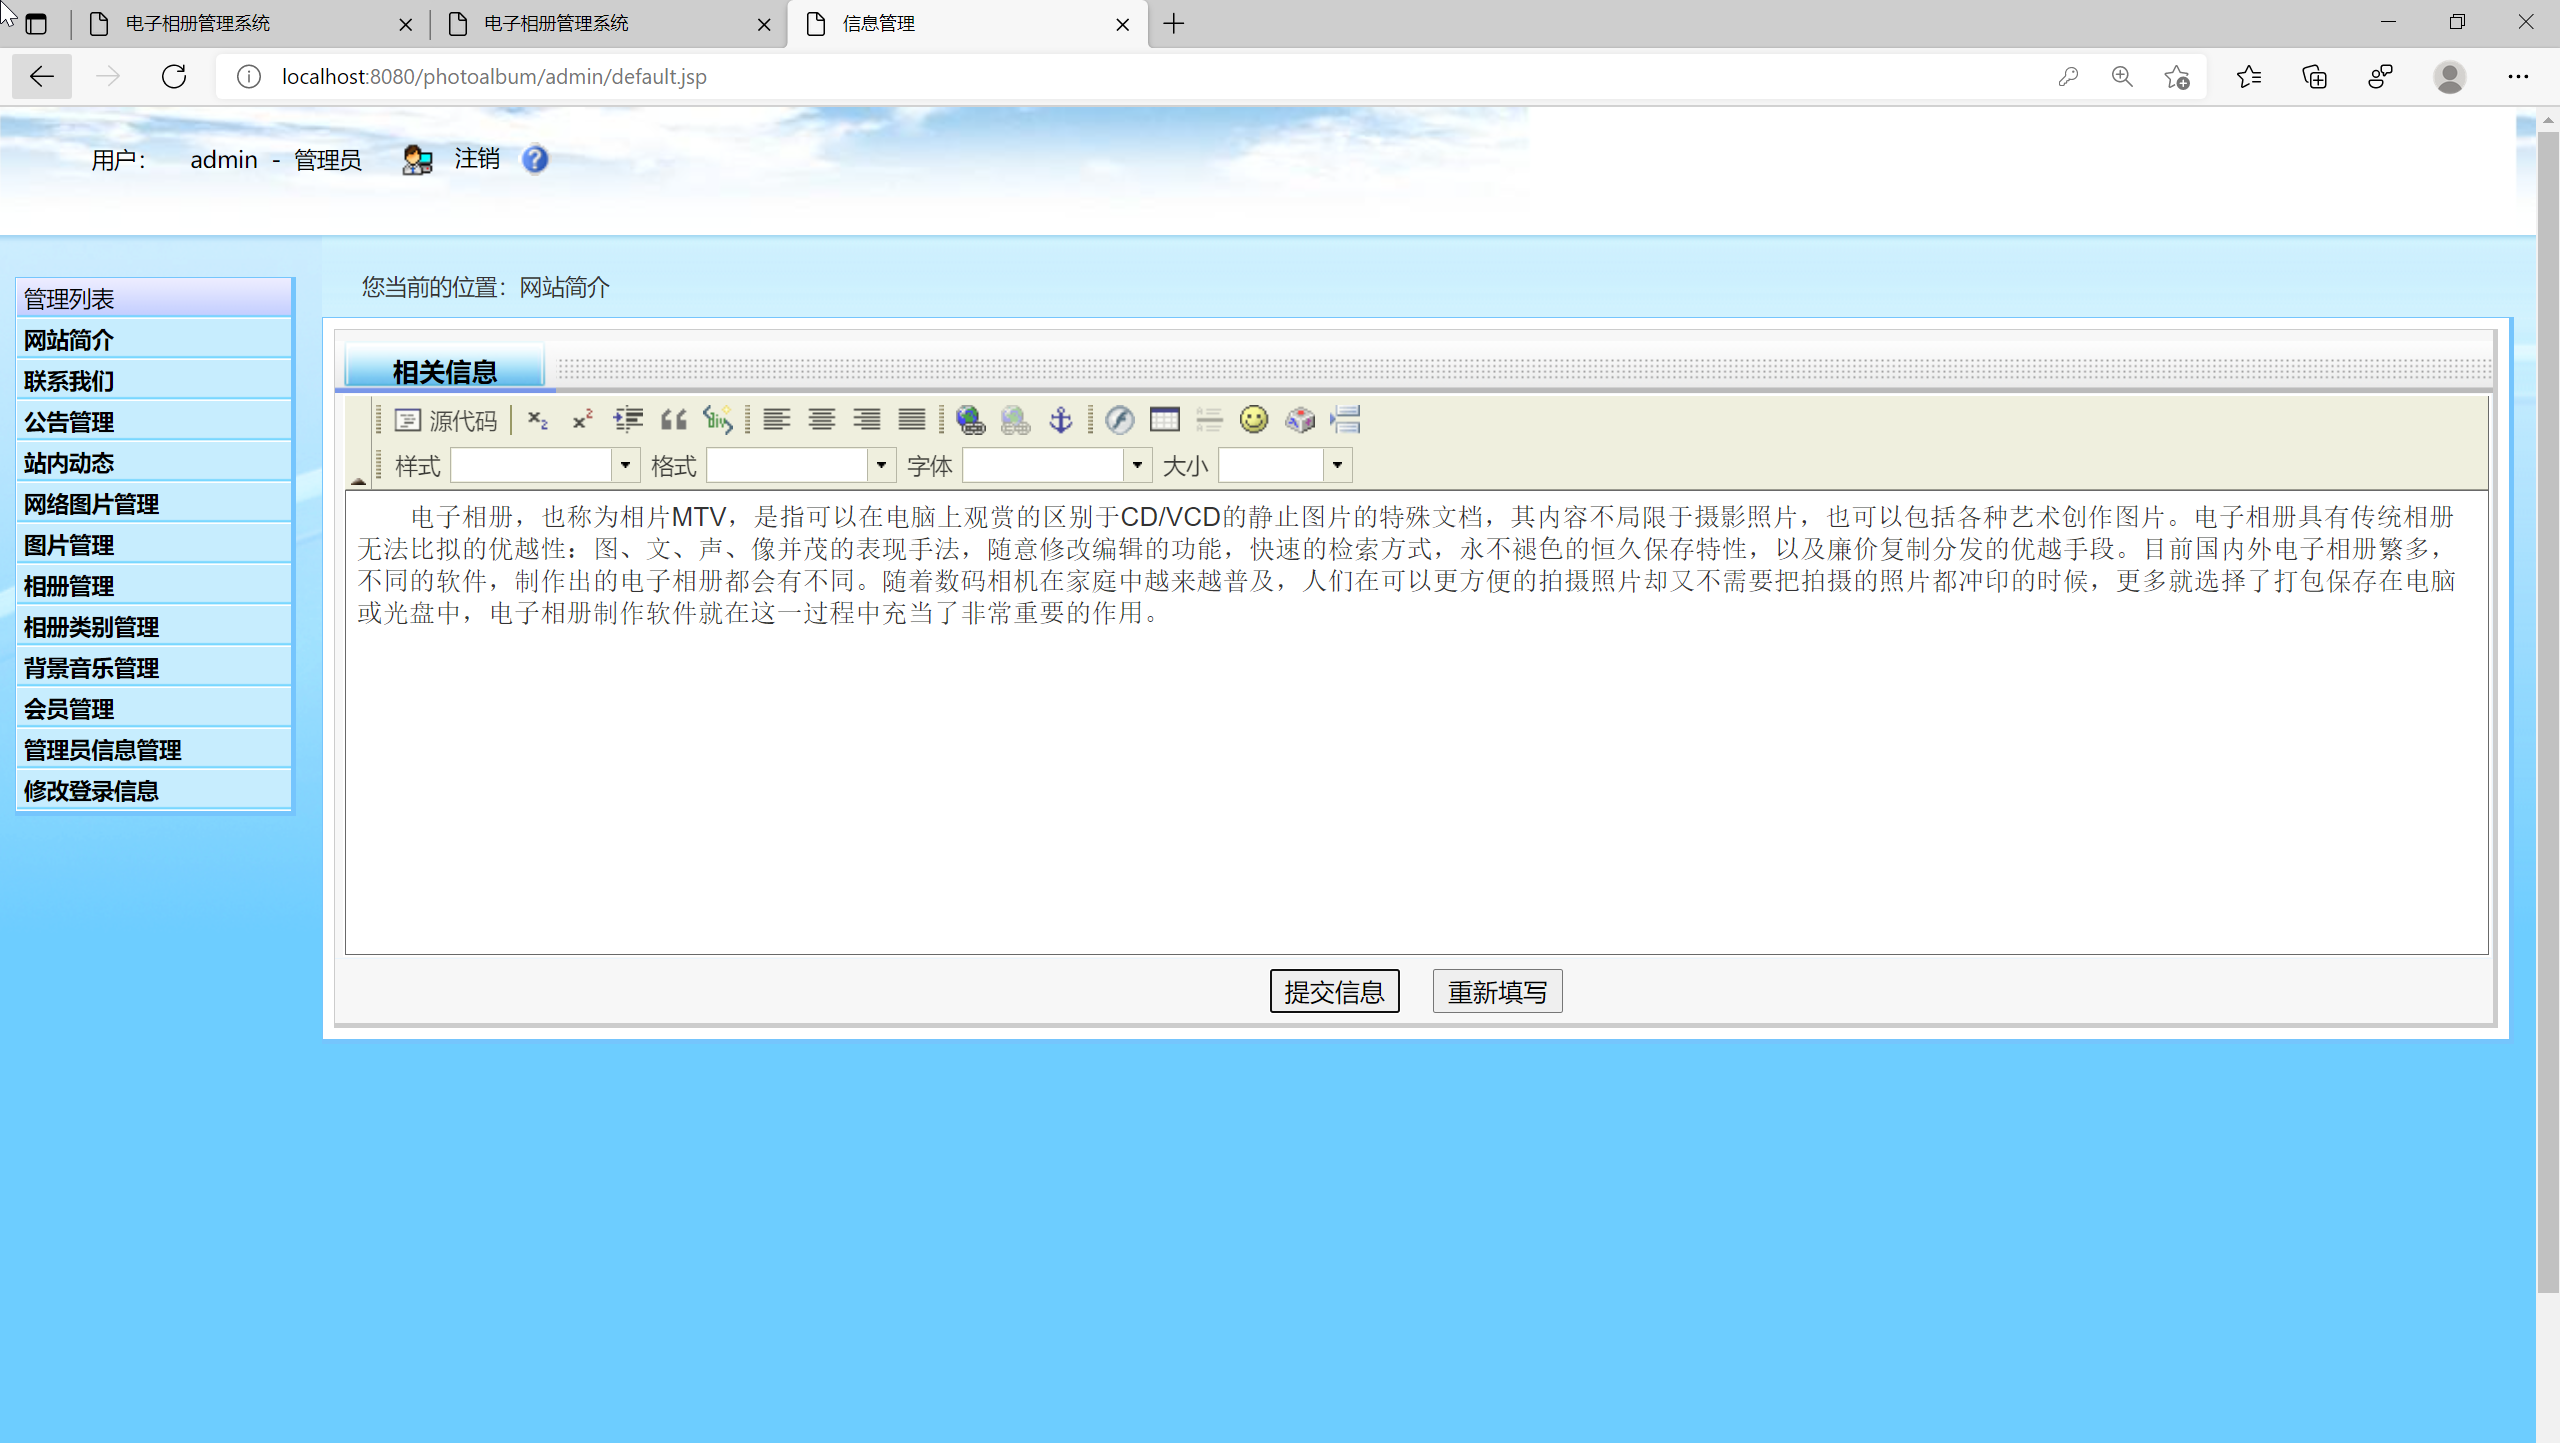 电子相册管理系统
电子相册管理系统
信息管理
localhost:8080/photoalbum/admin/default.jsp
用户： admin - 管理员 注销
您当前的位置：网站简介
管理列表
网站简介
联系我们
公告管理
站内动态
网络图片管理
图片管理
相册管理
相册类别管理
背景音乐管理
会员管理
管理员信息管理
修改登录信息
相关信息
源代码
样式 格式 字体 大小
电子相册，也称为相片MTV，是指可以在电脑上观赏的区别于CD/VCD的静止图片的特殊文档，其内容不局限于摄影照片，也可以包括各种艺术创作图片。电子相册具有传统相册
无法比拟的优越性：图、文、声、像并茂的表现手法，随意修改编辑的功能，快速的检索方式，永不褪色的恒久保存特性，以及廉价复制分发的优越手段。目前国内外电子相册繁多，
不同的软件，制作出的电子相册都会有不同。随着数码相机在家庭中越来越普及，人们在可以更方便的拍摄照片却又不需要把拍摄的照片都冲印的时候，更多就选择了打包保存在电脑
或光盘中，电子相册制作软件就在这一过程中充当了非常重要的作用。
提交信息 重新填写